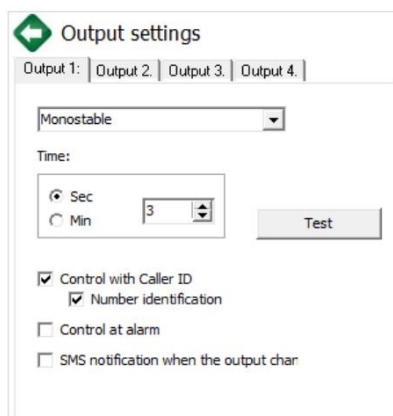 Output settings
Output 1: Output 2. Output 3. Output 4.
Monostable
Time:
Sec
Min
3
Test
Control with Caller ID
Number identification
Control at alarm
SMS notification when the output char